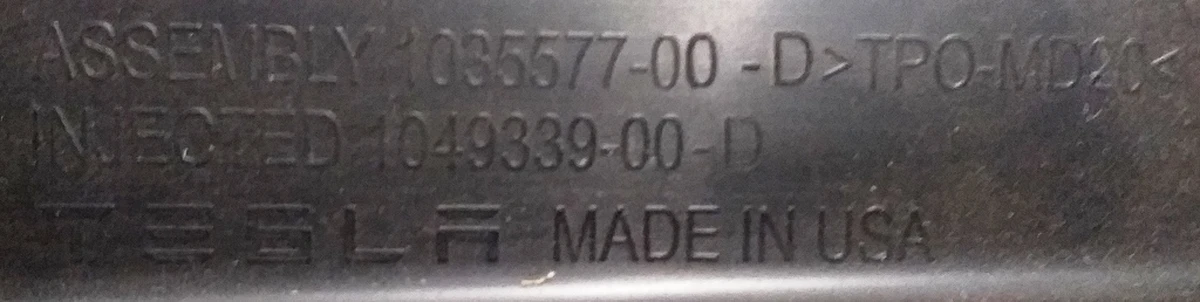 ASSEMBLY 1035577-00 -D >TPO-MD20<
INJECTED 1049339-00-D
TESLA MADE IN USA